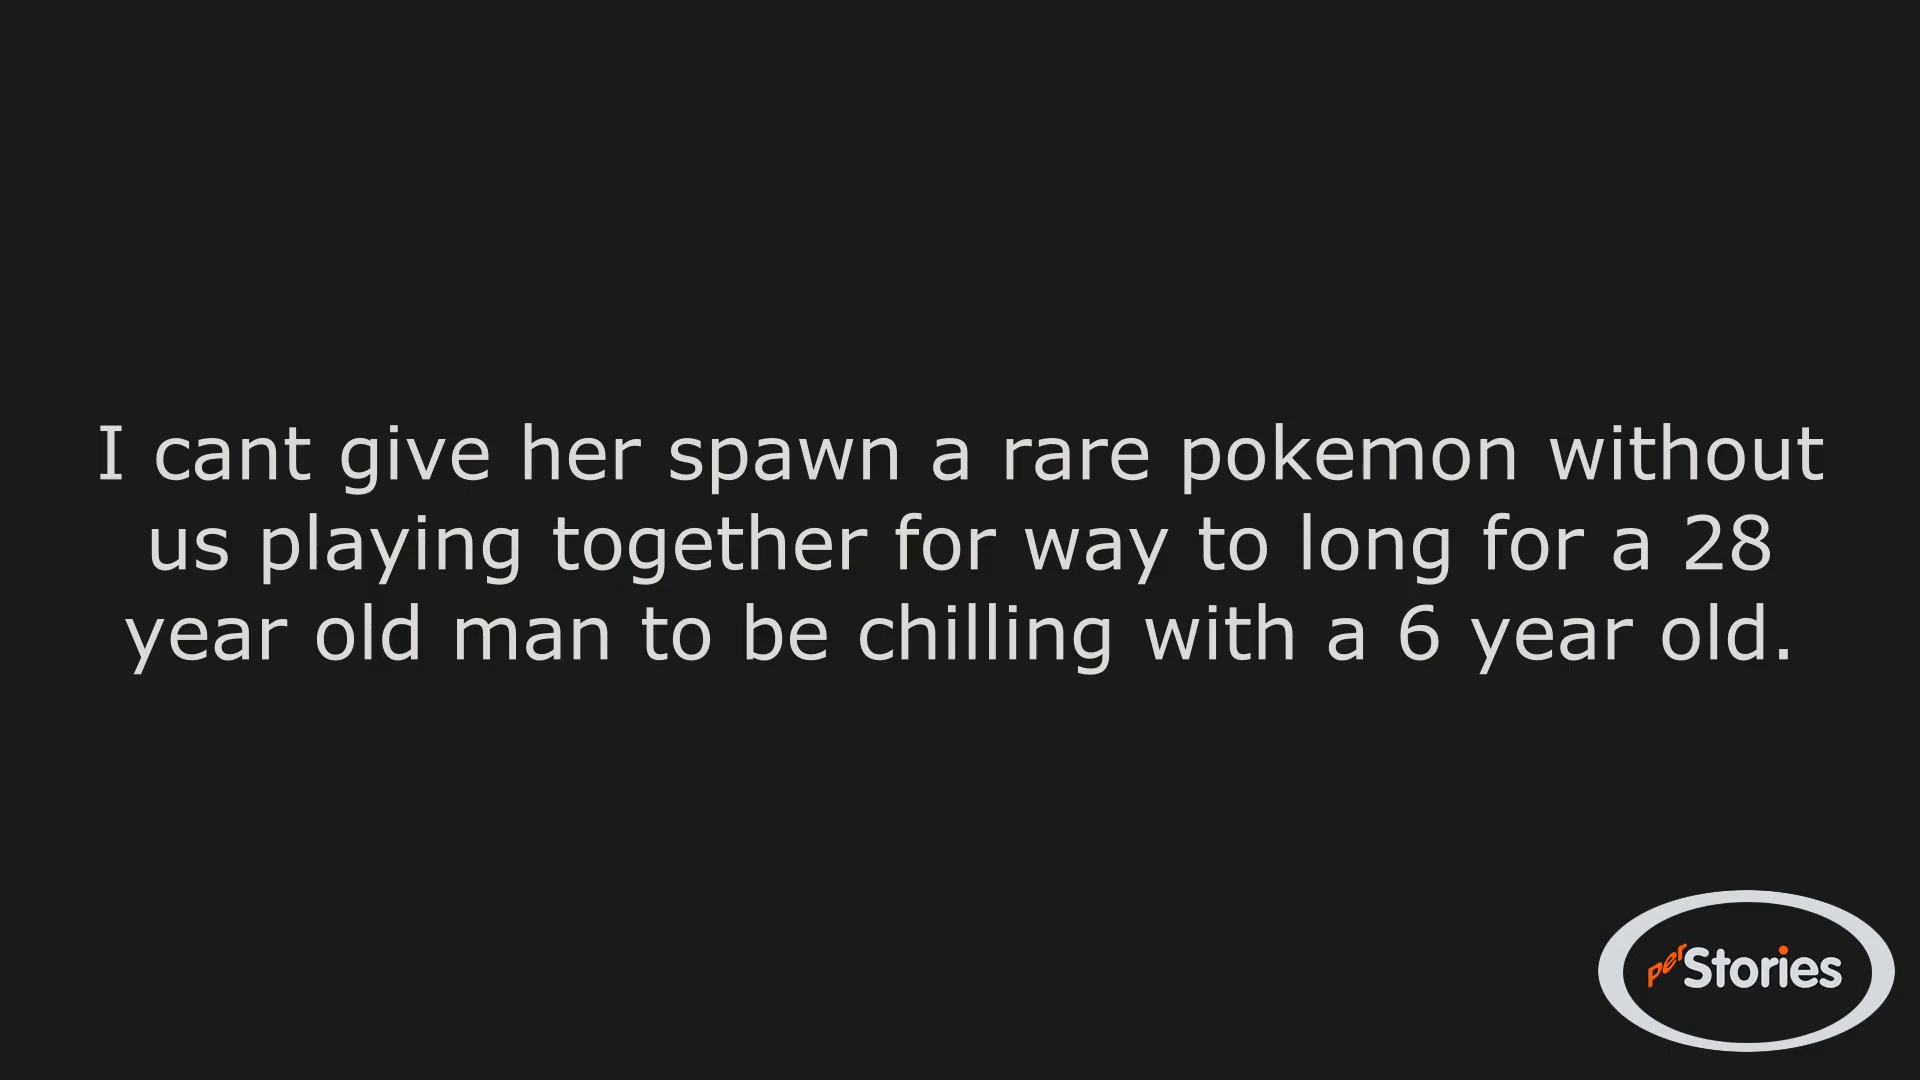 I cant give her spawn a rare pokemon without
us playing together for way to long for a 28
year old man to be chilling with a 6 year old.
perStories